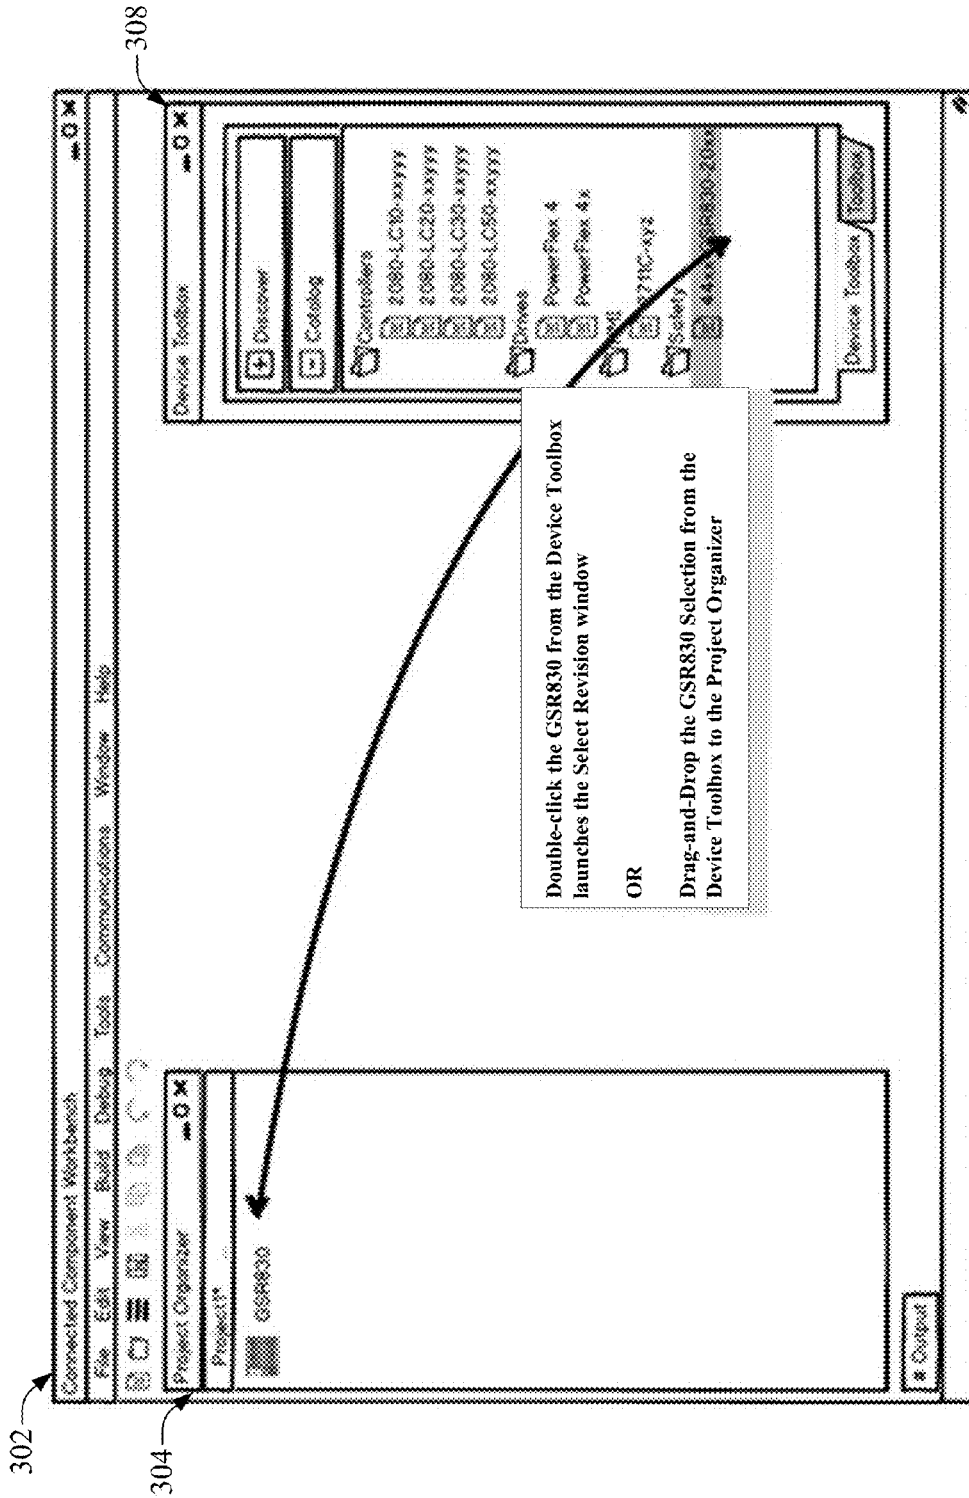 302
Connected Component Workbench
File Edit View Build Debug Tools Communications Window Help
304
Project Organizer
Project1*
GSR830
308
Device Toolbox
+ Discover
- Catalog
Controllers
2080-LC10-xxyyy
2080-LC20-xxyyy
2080-LC30-xxyyy
2080-LC50-xxyyy
Drives
PowerFlex 4
PowerFlex 4x
2711C-xyz
Safety
Device Toolbox Toolbox
Double-click the GSR830 from the Device Toolbox
launches the Select Revision window
OR
Drag-and-Drop the GSR830 Selection from the
Device Toolbox to the Project Organizer
Output